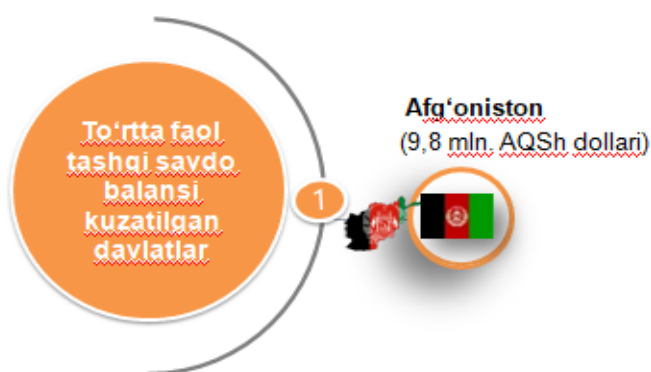 To‘rtta faol
tashqi savdo
balansi
kuzatilgan
davlatlar
1
Afg‘oniston
(9,8 mln. AQSh dollari)